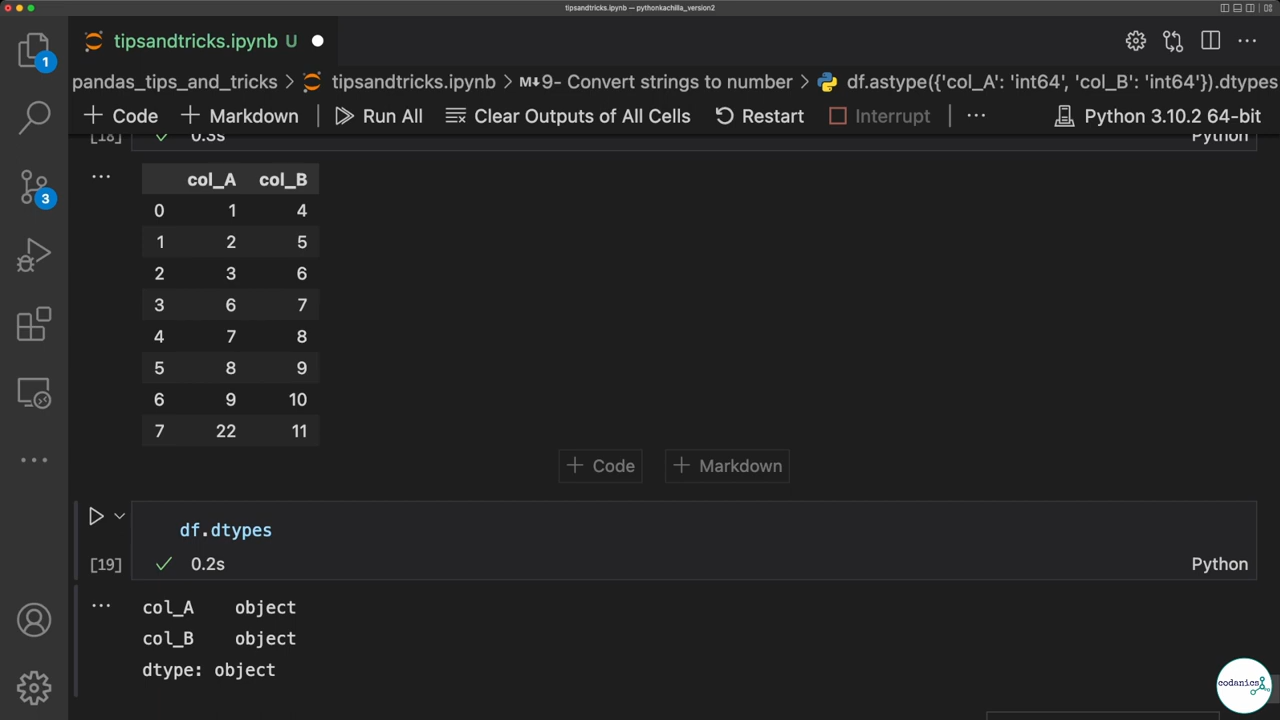 tipsandtricks.ipynb — pythonkachilla_version2
tipsandtricks.ipynb U
1
pandas_tips_and_tricks > tipsandtricks.ipynb > M↓9- Convert strings to number > df.astype({'col_A': 'int64', 'col_B': 'int64'}).dtypes
+ Code + Markdown Run All Clear Outputs of All Cells Restart Interrupt ··· Python 3.10.2 64-bit
[18] 0.3s Python
3
col_A col_B
0 1 4
1 2 5
2 3 6
3 6 7
4 7 8
5 8 9
6 9 10
7 22 11
+ Code + Markdown
df.dtypes
[19] 0.2s Python
col_A object
col_B object
dtype: object
codanics